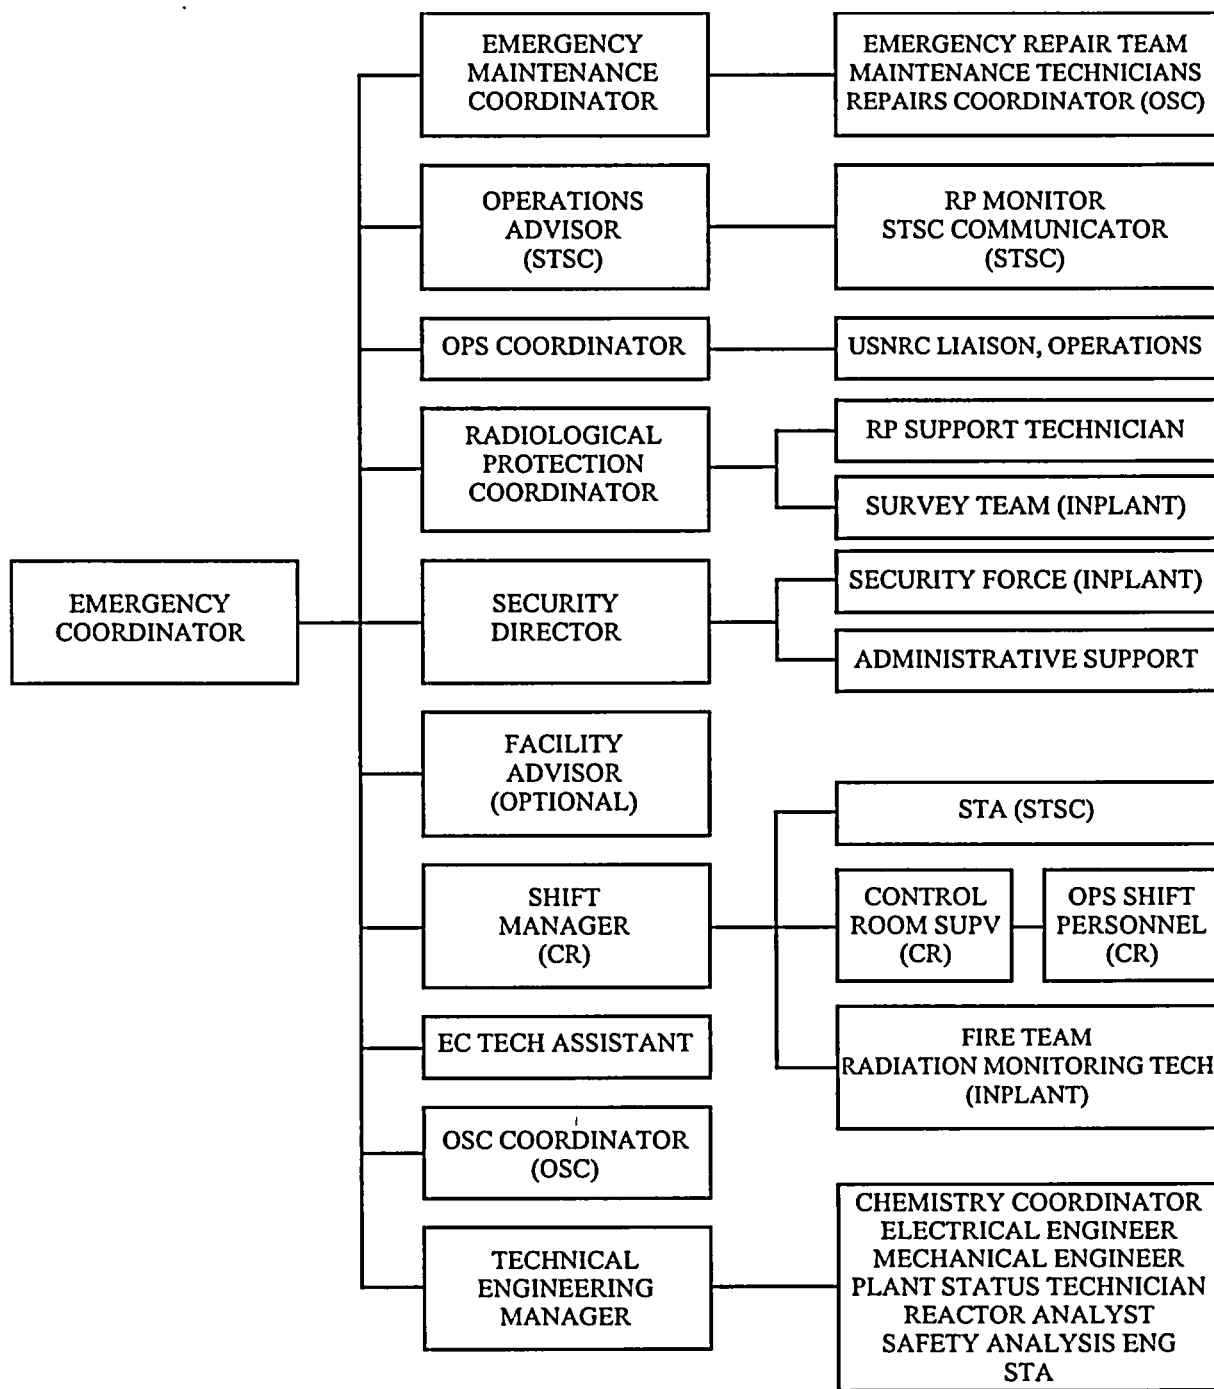 EMERGENCY
MAINTENANCE
COORDINATOR
EMERGENCY REPAIR TEAM
MAINTENANCE TECHNICIANS
REPAIRS COORDINATOR (OSC)
OPERATIONS
ADVISOR
(STSC)
RP MONITOR
STSC COMMUNICATOR
(STSC)
OPS COORDINATOR
USNRC LIAISON, OPERATIONS
RADIOLOGICAL
PROTECTION
COORDINATOR
RP SUPPORT TECHNICIAN
SURVEY TEAM (INPLANT)
EMERGENCY
COORDINATOR
SECURITY
DIRECTOR
SECURITY FORCE (INPLANT)
ADMINISTRATIVE SUPPORT
FACILITY
ADVISOR
(OPTIONAL)
SHIFT
MANAGER
(CR)
STA (STSC)
CONTROL
ROOM SUPV
(CR)
OPS SHIFT
PERSONNEL
(CR)
FIRE TEAM
RADIATION MONITORING TECH
(INPLANT)
EC TECH ASSISTANT
OSC COORDINATOR
(OSC)
TECHNICAL
ENGINEERING
MANAGER
CHEMISTRY COORDINATOR
ELECTRICAL ENGINEER
MECHANICAL ENGINEER
PLANT STATUS TECHNICIAN
REACTOR ANALYST
SAFETY ANALYSIS ENG
STA